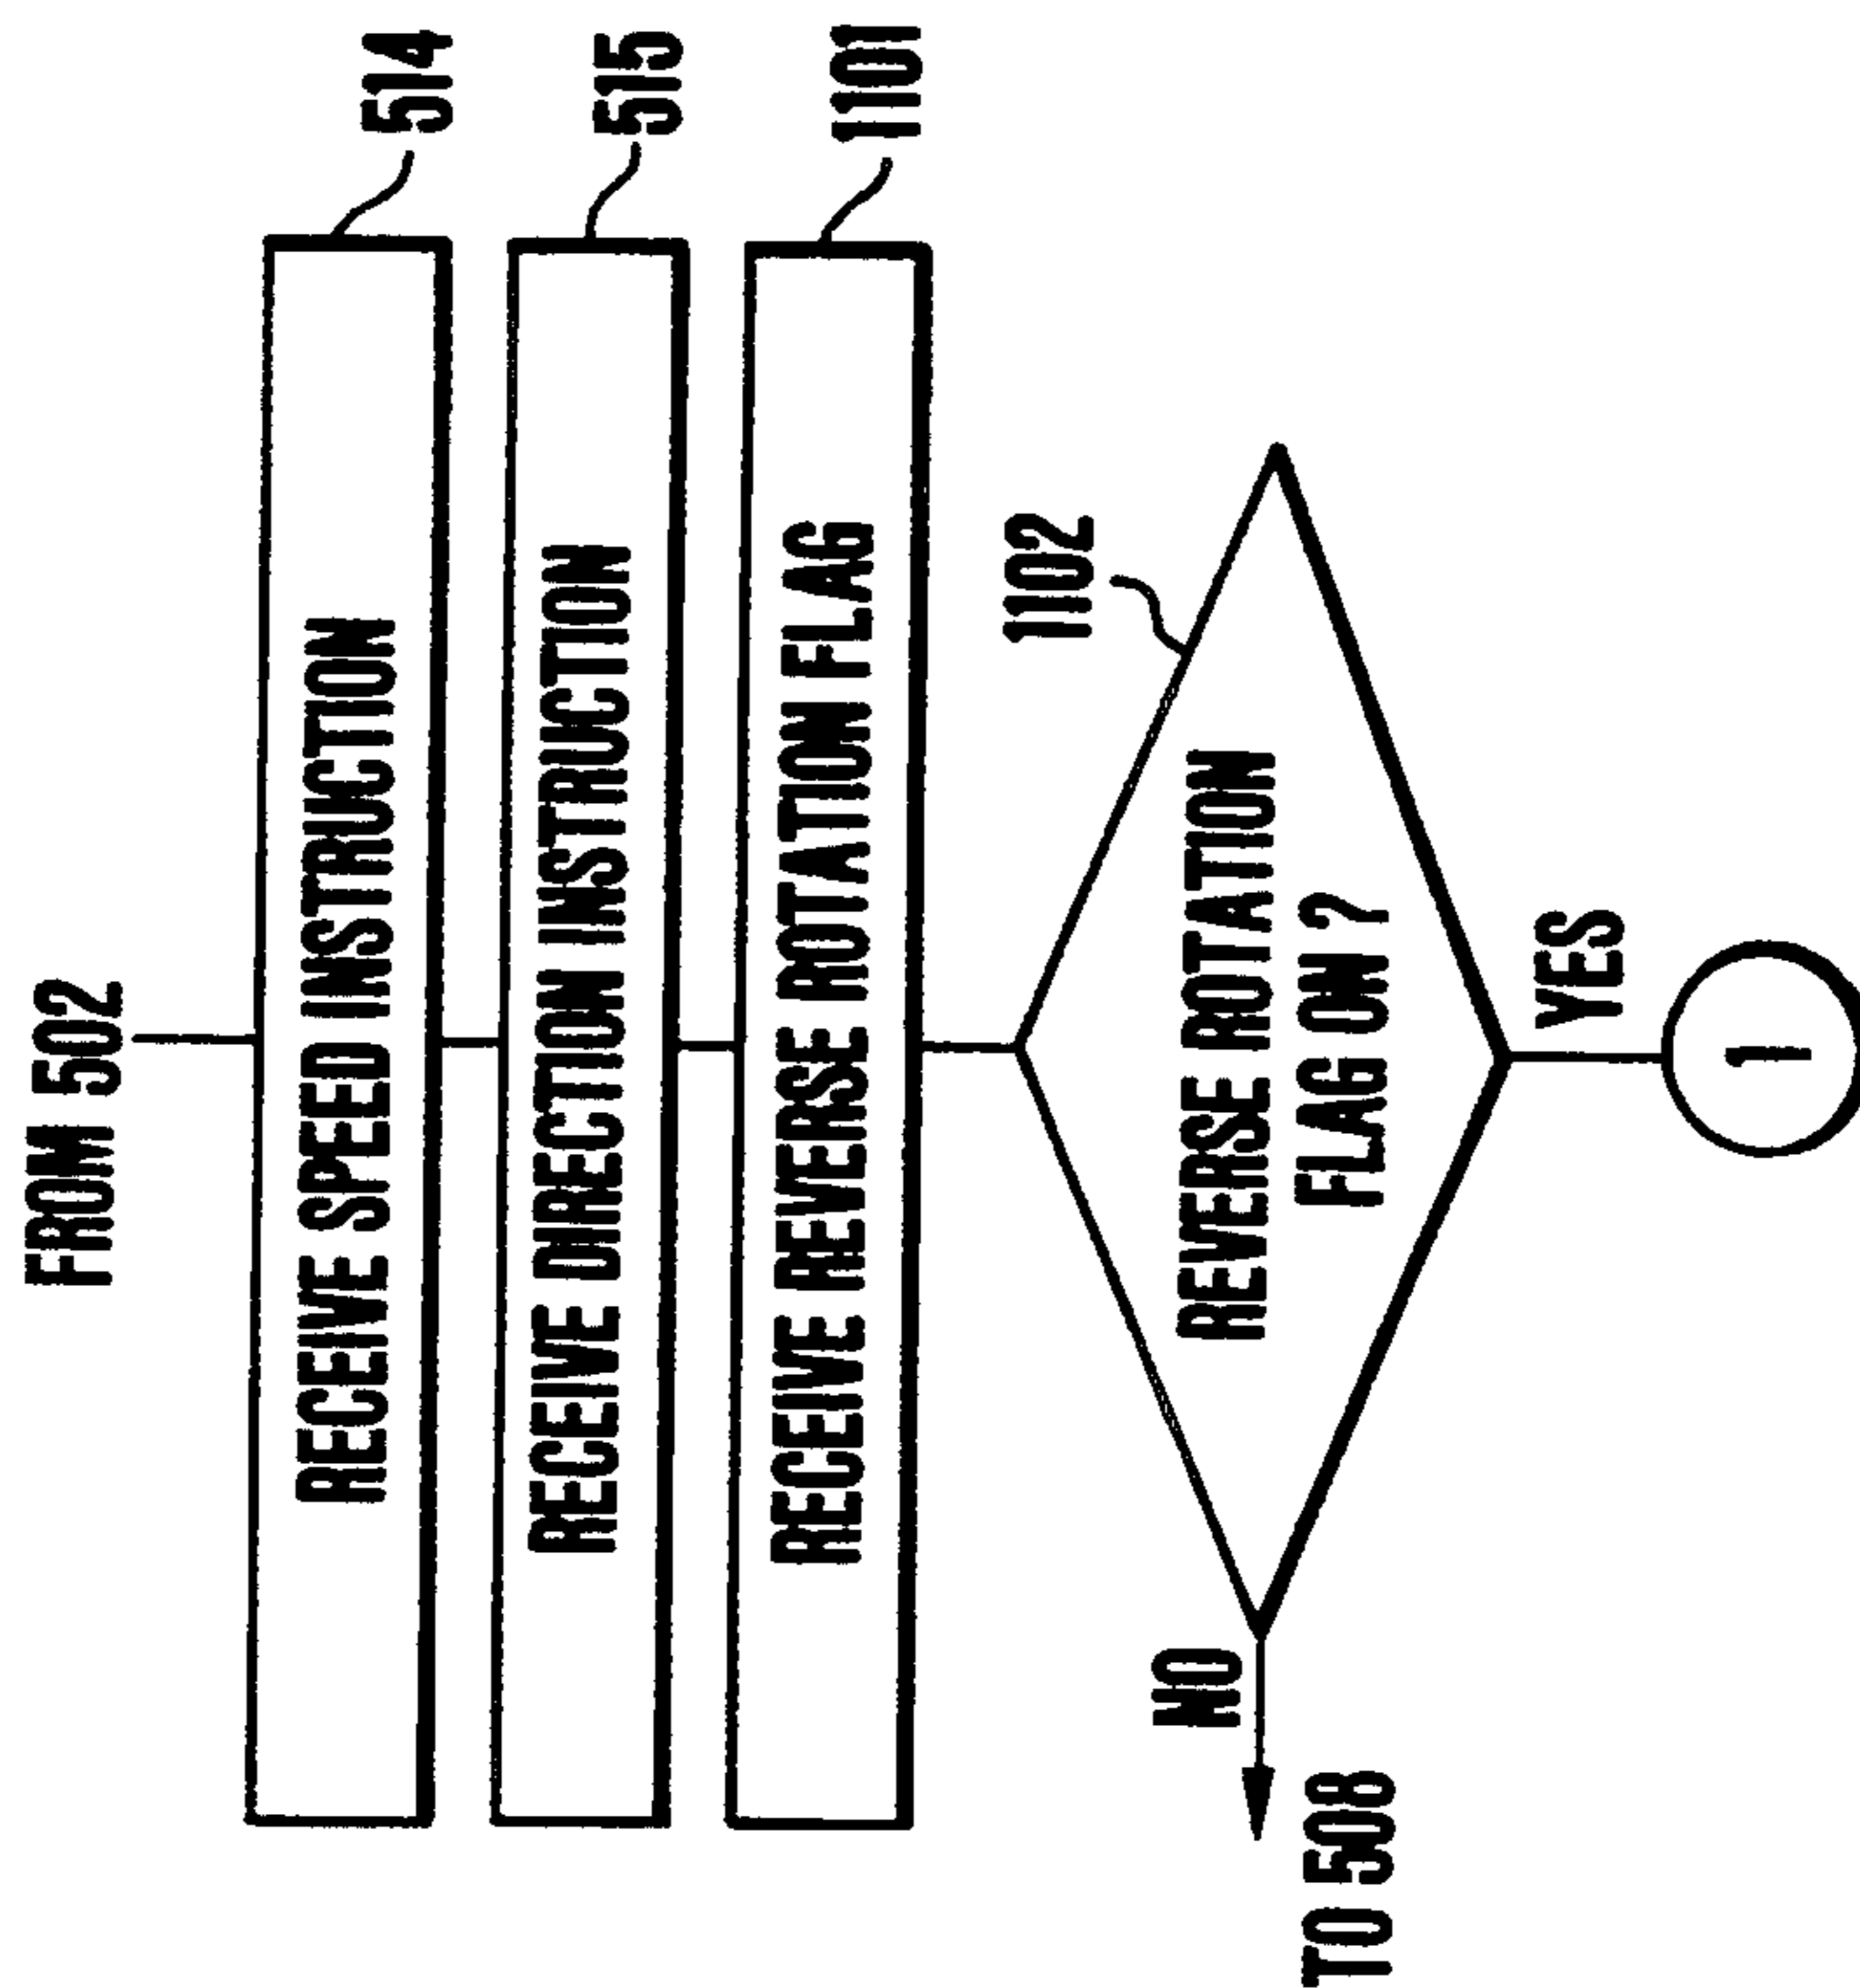 FROM 502
RECEIVE SPEED INSTRUCTION
514
RECEIVE DIRECTION INSTRUCTION
515
RECEIVE REVERSE ROTATION FLAG
1101
1102
REVERSE ROTATION
FLAG ON ?
NO
TO 508
YES
1